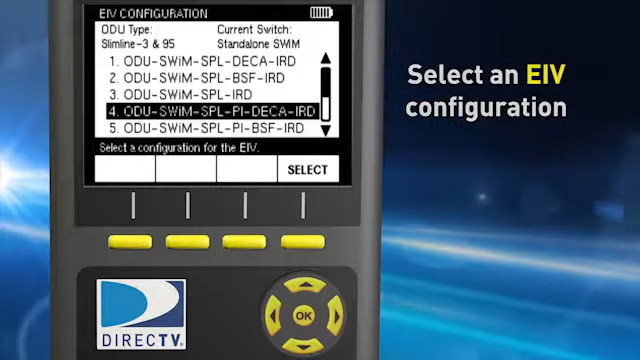 EIV CONFIGURATION
ODU Type:
Current Switch:
Slimline-3 & 95
Standalone SWiM
1. ODU-SWiM-SPL-DECA-IRD
2. ODU-SWiM-SPL-BSF-IRD
3. ODU-SWiM-SPL-IRD
4. ODU-SWiM-SPL-PI-DECA-IRD
5. ODU-SWiM-SPL-PI-BSF-IRD
Select a configuration for the EIV.
SELECT
OK
DIRECTV
Select an EIV
configuration